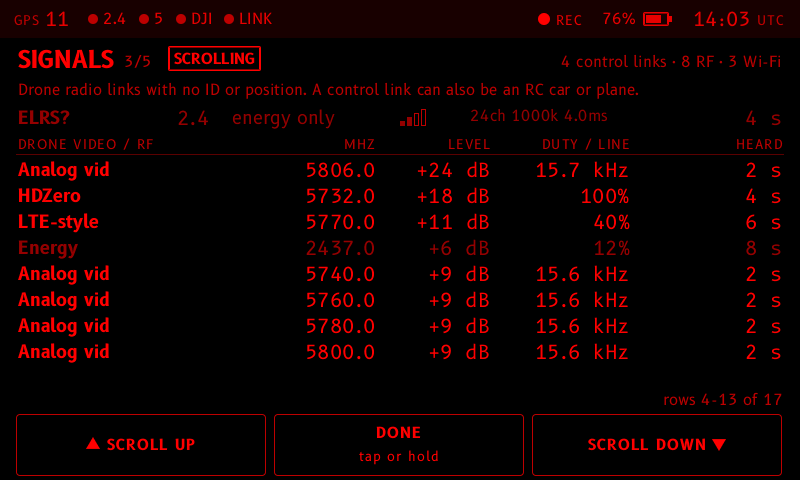 GPS 11 2.4 5 DJI LINK REC 76% 14:03 UTC
SIGNALS 3/5 SCROLLING 4 control links · 8 RF · 3 Wi-Fi
Drone radio links with no ID or position. A control link can also be an RC car or plane.
ELRS? 2.4 energy only 24ch 1000k 4.0ms 4 s
DRONE VIDEO / RF MHZ LEVEL DUTY / LINE HEARD
Analog vid 5806.0 +24 dB 15.7 kHz 2 s
HDZero 5732.0 +18 dB 100% 4 s
LTE-style 5770.0 +11 dB 40% 6 s
Energy 2437.0 +6 dB 12% 8 s
Analog vid 5740.0 +9 dB 15.6 kHz 2 s
Analog vid 5760.0 +9 dB 15.6 kHz 2 s
Analog vid 5780.0 +9 dB 15.6 kHz 2 s
Analog vid 5800.0 +9 dB 15.6 kHz 2 s
rows 4-13 of 17
▲ SCROLL UP
DONE
tap or hold
SCROLL DOWN ▼